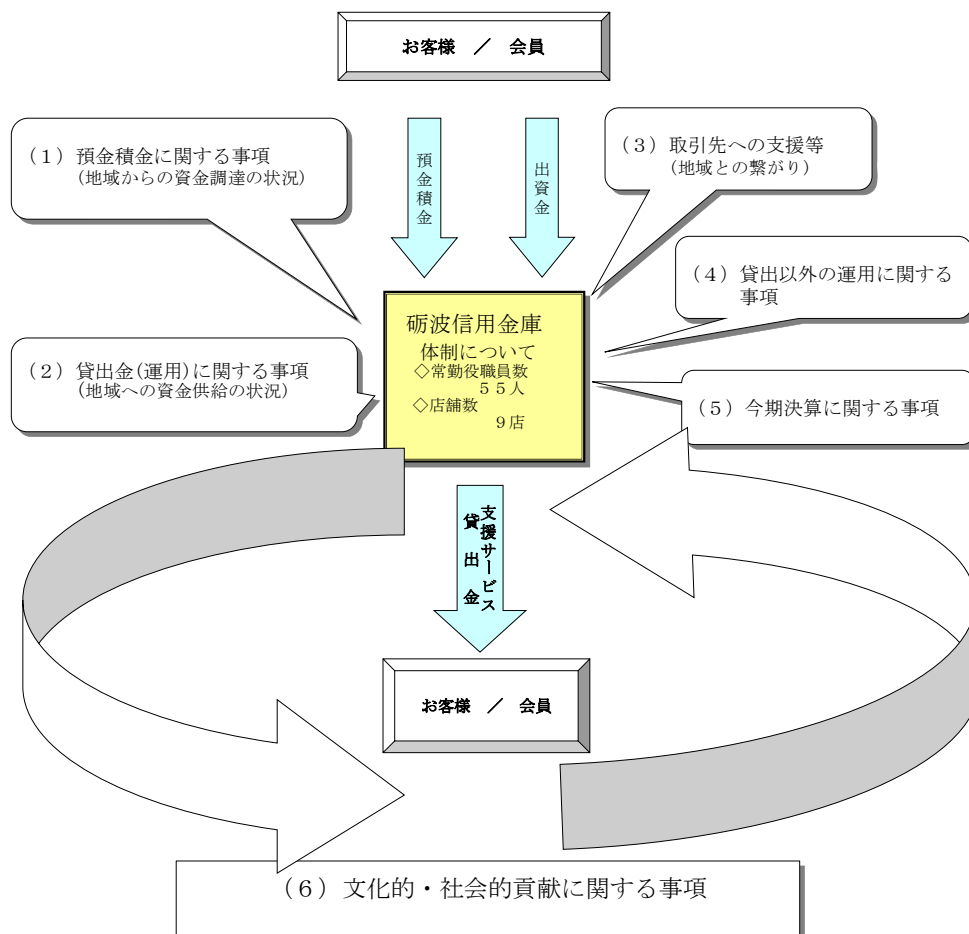 お客様 ／ 会員
（１）預金積金に関する事項
(地域からの資金調達の状況)
預金積金
出資金
（３）取引先への支援等
(地域との繋がり)
（４）貸出以外の運用に関する
事項
砺波信用金庫
体制について
◇常勤役職員数
５５人
◇店舗数
９店
（２）貸出金(運用)に関する事項
(地域への資金供給の状況)
（５）今期決算に関する事項
支援サービス
貸出金
お客様 ／ 会員
（６）文化的・社会的貢献に関する事項